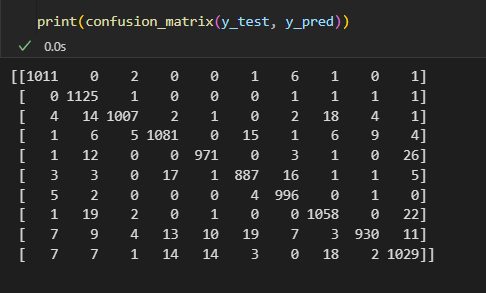 print(confusion_matrix(y_test, y_pred))
✓ 0.0s
[[1011    0    2    0    0    1    6    1    0    1]
 [   0 1125    1    0    0    0    1    1    1    1]
 [   4   14 1007    2    1    0    2   18    4    1]
 [   1    6    5 1081    0   15    1    6    9    4]
 [   1   12    0    0  971    0    3    1    0   26]
 [   3    3    0   17    1  887   16    1    1    5]
 [   5    2    0    0    0    4  996    0    1    0]
 [   1   19    2    0    1    0    0 1058    0   22]
 [   7    9    4   13   10   19    7    3  930   11]
 [   7    7    1   14   14    3    0   18    2 1029]]